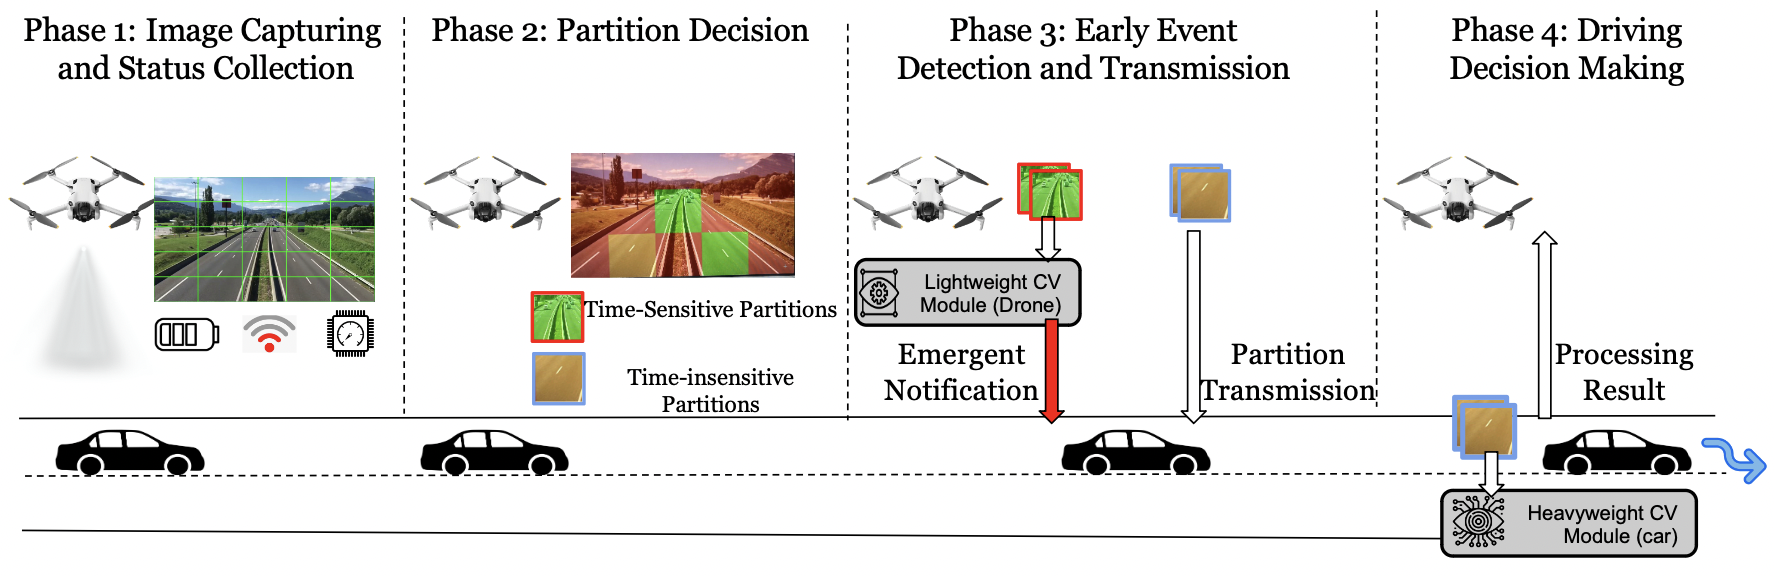 Phase 1: Image Capturing
and Status Collection
Phase 2: Partition Decision
Phase 3: Early Event
Detection and Transmission
Phase 4: Driving
Decision Making
Time-Sensitive Partitions
Time-insensitive
Partitions
Lightweight CV
Module (Drone)
Emergent
Notification
Partition
Transmission
Processing
Result
Heavyweight CV
Module (car)